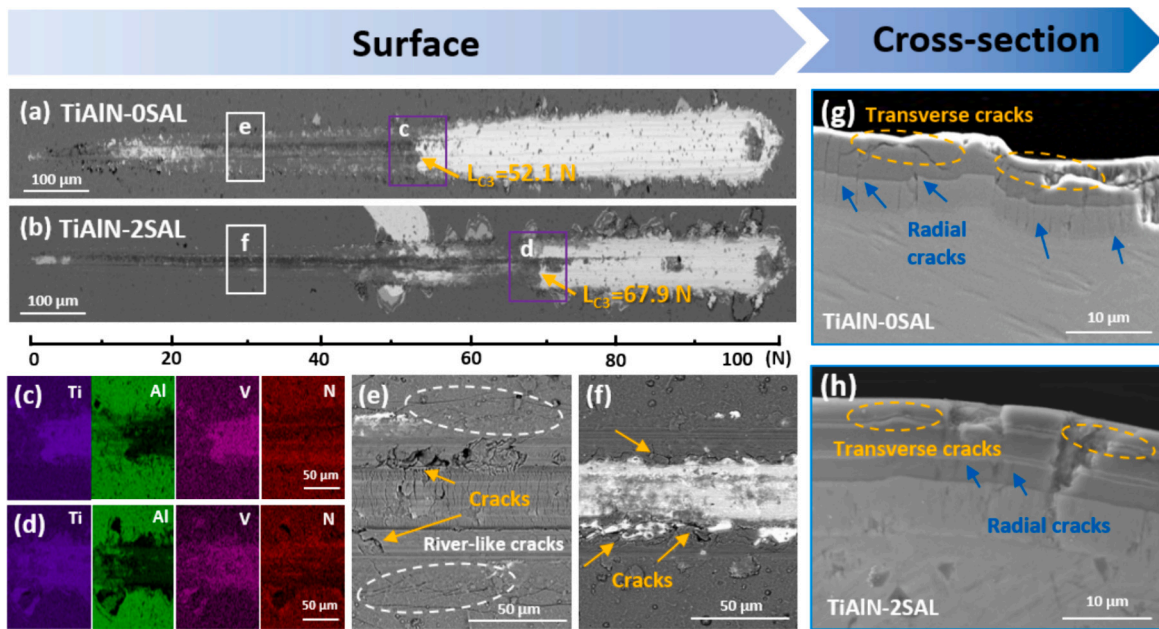 Surface
Cross-section
(a) TiAlN-0SAL
e
c
L_C3=52.1 N
100 μm
(b) TiAlN-2SAL
f
d
L_C3=67.9 N
100 μm
0 20 40 60 80 100 (N)
(c) Ti Al V N
50 μm
(d) Ti Al V N
50 μm
(e)
Cracks
River-like cracks
50 μm
(f)
Cracks
50 μm
(g)
Transverse cracks
Radial
cracks
TiAlN-0SAL
10 μm
(h)
Transverse cracks
Radial cracks
TiAlN-2SAL
10 μm